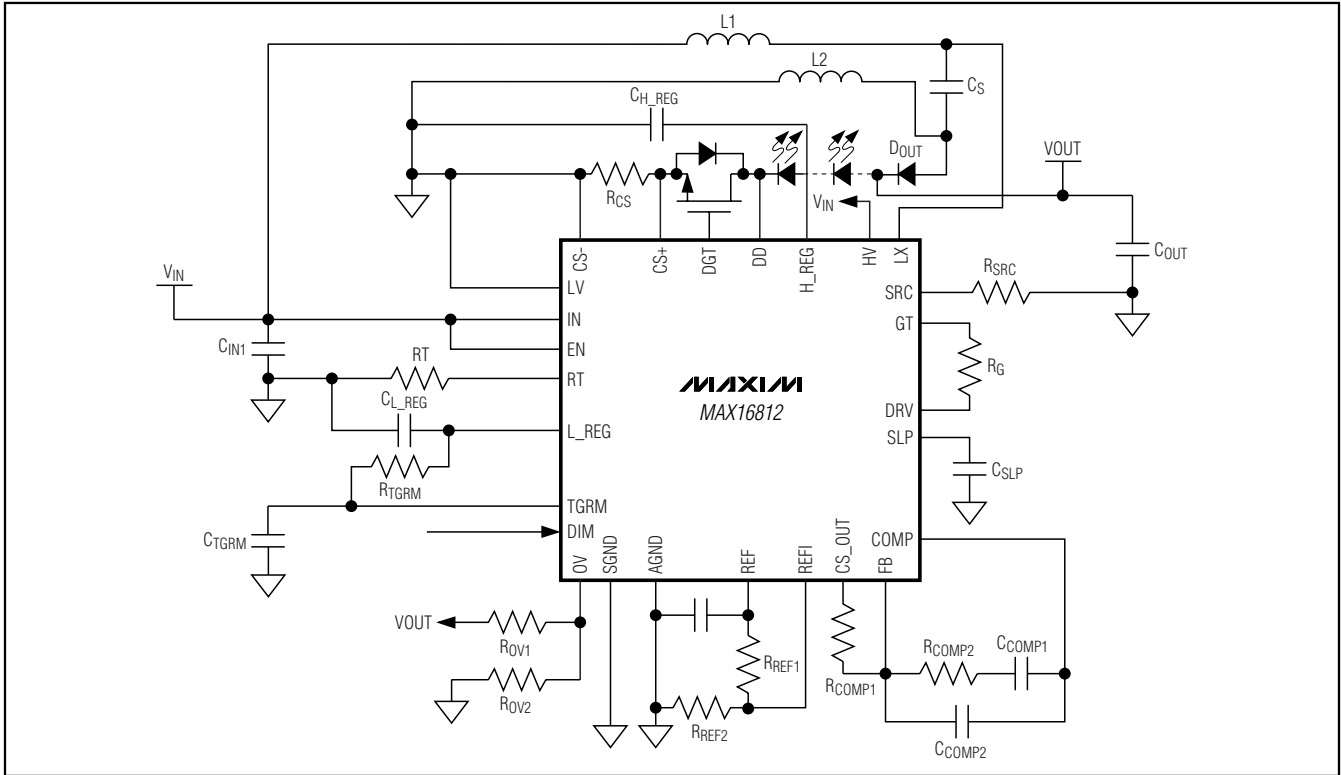 L1
L2
CS
CH_REG
DOUT
VOUT
RCS
VIN
COUT
CS-
CS+
DGT
DD
H_REG
HV
LX
VIN
LV
SRC
RSRC
IN
GT
CIN1
EN
RT
RT
RG
MAXIM
MAX16812
CL_REG
DRV
L_REG
SLP
RTGRM
CSLP
TGRM
CTGRM
DIM
COMP
OV
SGND
AGND
REF
REFI
CS_OUT
FB
VOUT
ROV1
RREF1
RCOMP1
RCOMP2
CCOMP1
ROV2
RREF2
CCOMP2